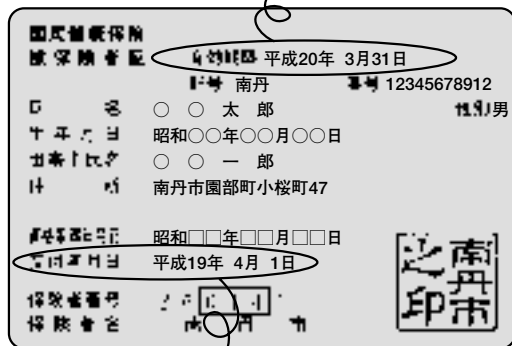 国民健康保険
被保険者証 有効期限 平成20年 3月31日
記号 南丹 番号 12345678912
氏 名 ○ ○ 太 郎 性別 男
生年月日 昭和○○年○○月○○日
世帯主氏名 ○ ○ 一 郎
住 所 南丹市園部町小桜町47
資格取得日 昭和□□年□□月□□日
交付年月日 平成19年 4月 1日
保険者番号
保険者名 南 丹 市
南丹市之印